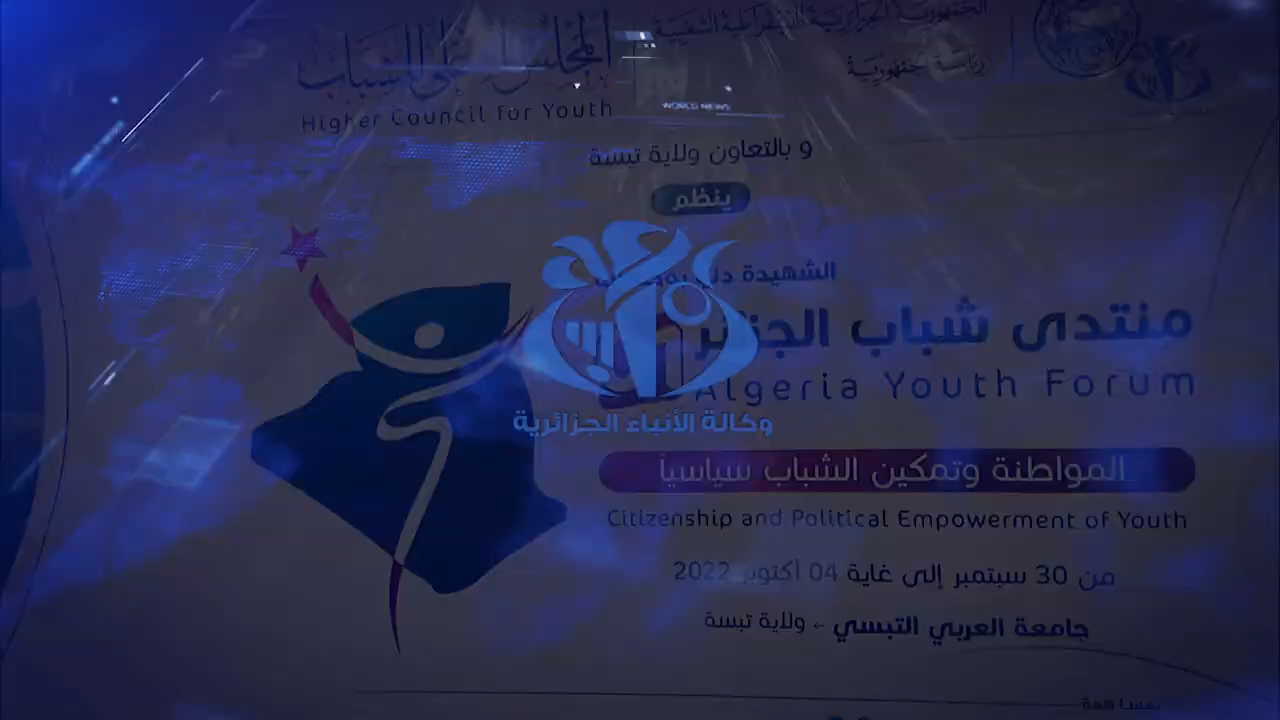 الجمهورية الجزائرية الديمقراطية الشعبية
رئاسة الجمهورية
المجلس الأعلى للشباب
Higher Council for Youth
WORLD NEWS
و بالتعاون ولاية تبسة
ينظم
الشهيدة
منتدى شباب الجزائر
Algeria Youth Forum
وكالة الأنباء الجزائرية
المواطنة وتمكين الشباب سياسياً
Citizenship and Political Empowerment of Youth
من 30 سبتمبر إلى غاية 04 أكتوبر 2022
جامعة العربي التبسي - ولاية تبسة